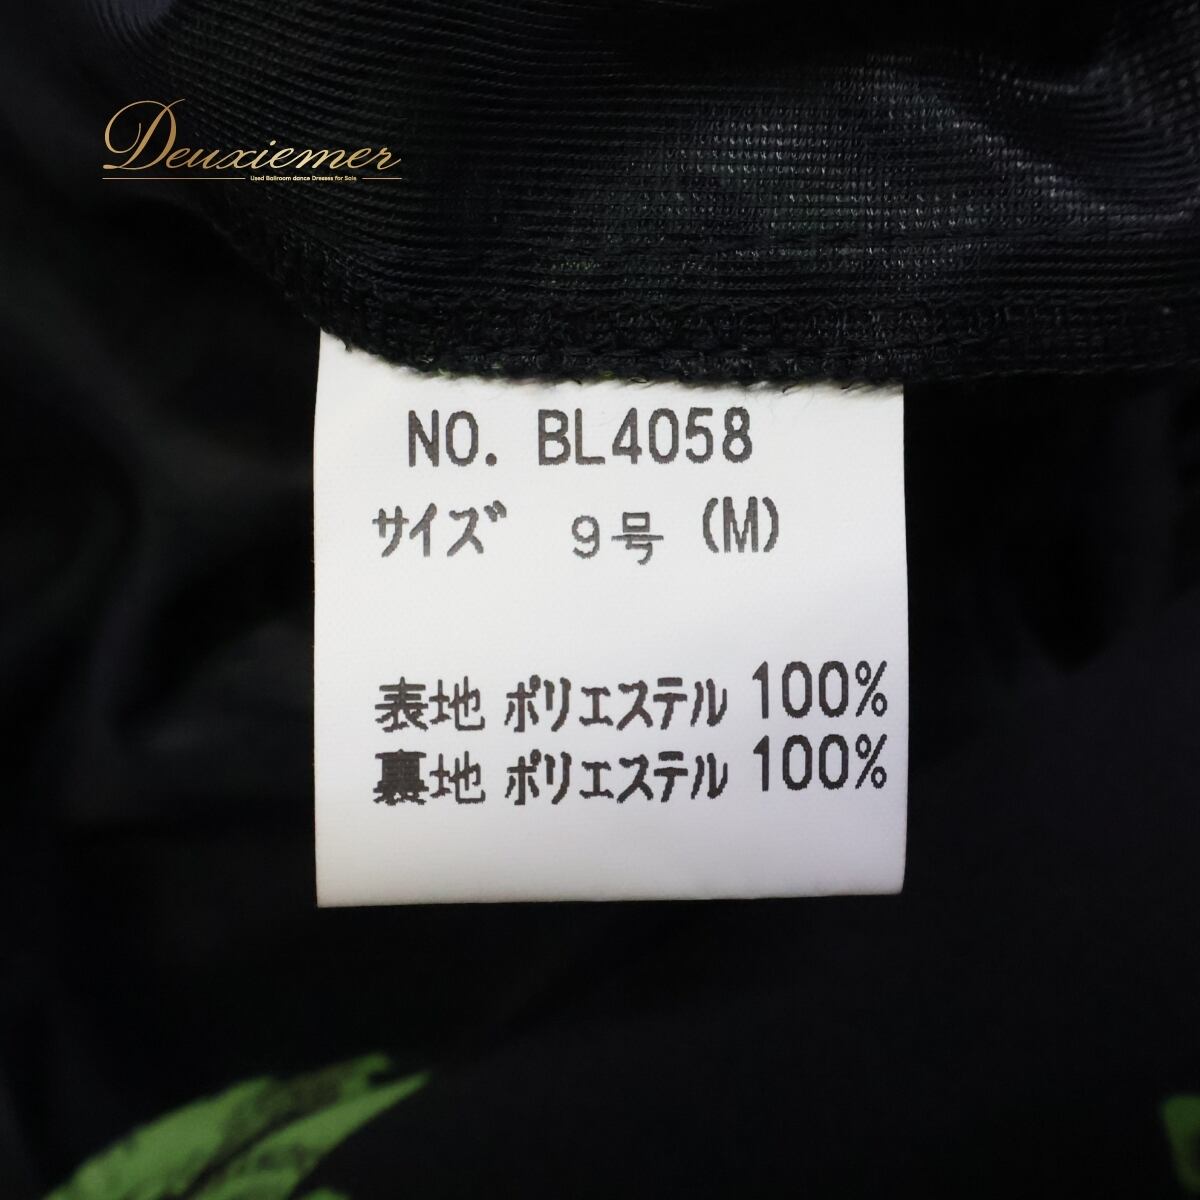 Deuxiemer
Used Ballroom dance Dresses for Sale
NO. BL4058
サイズ 9号 (M)
表地 ポリエステル 100%
裏地 ポリエステル 100%